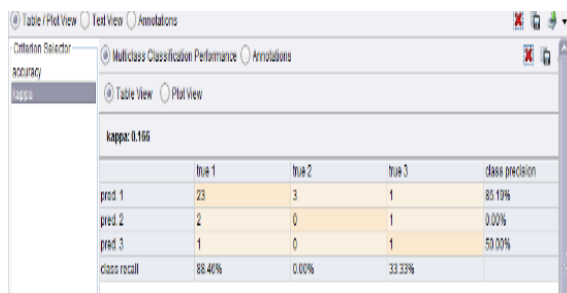 Table / Plot View Text View Annotations
Criterion Selector
accuracy
kappa
Multiclass Classification Performance Annotations
Table View Plot View
kappa: 0.166
true 1 true 2 true 3 class precision
pred. 1 23 3 1 85.19%
pred. 2 2 0 1 0.00%
pred. 3 1 0 1 50.00%
class recall 88.46% 0.00% 33.33%